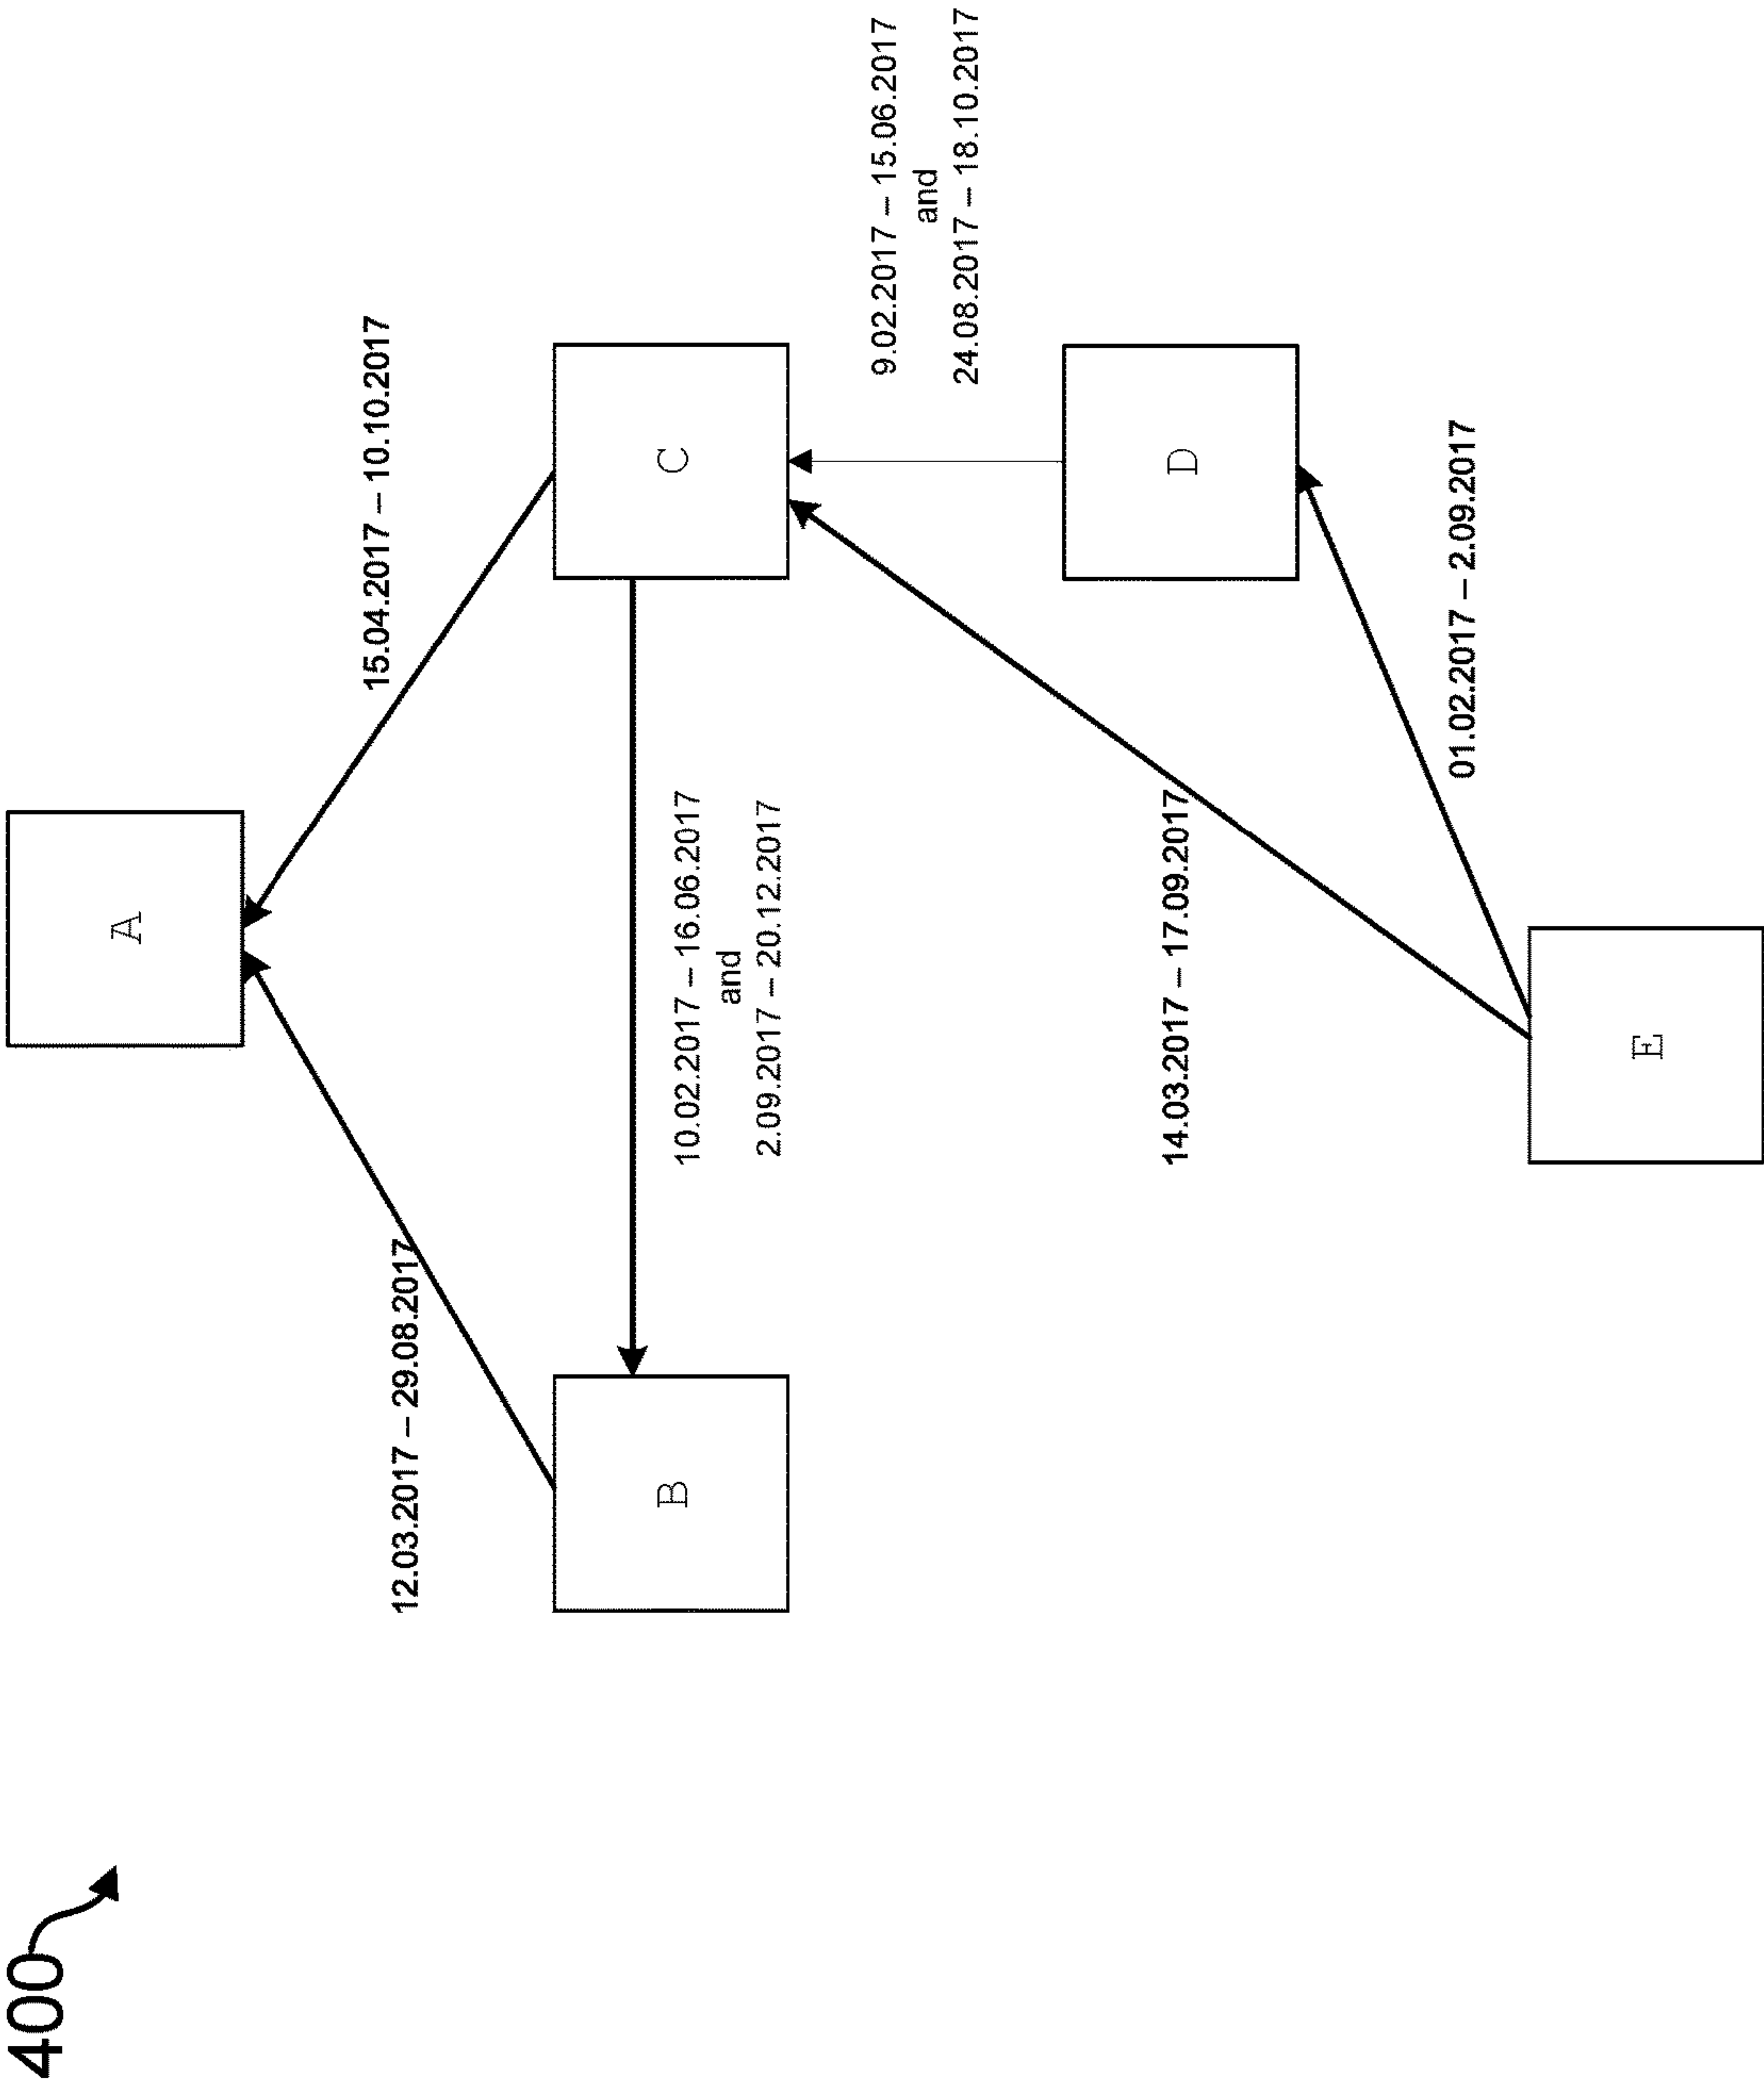 400
A
12.03.2017 – 29.08.2017
15.04.2017 – 10.10.2017
B
C
10.02.2017 – 16.06.2017
and
2.09.2017 – 20.12.2017
9.02.2017 – 15.06.2017
and
24.08.2017 – 18.10.2017
D
14.03.2017 – 17.09.2017
01.02.2017 – 2.09.2017
E